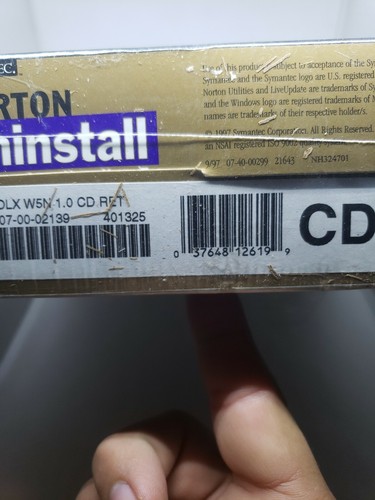 EC.
RTON
ninstall
of this product subject to acceptance of the Sy
Symantec and the Symantec logo are U.S. registered
Norton Utilities and LiveUpdate are trademarks of Sy
and the Windows logo are registered trademarks of M
names are trademarks of their respective holder/s.
© 1997 Symantec Corporation. All Rights Reserved.
an NSAI registered ISO 9002
9/97 07-40-00299 21645 NH324701
DLX W5N 1.0 CD RET
07-00-02139 401325
0 37648 12619 9
CD